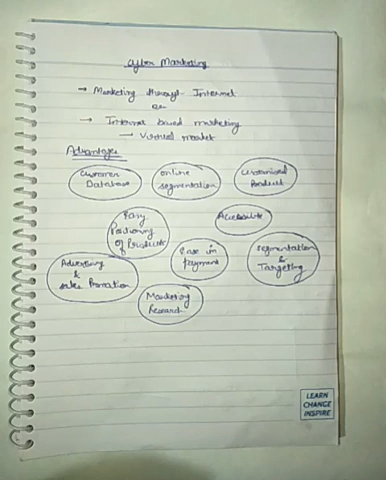 Cyber Marketing
→ Marketing through Internet
or
→ Internet based marketing
→ Virtual market
Advantages
Customer
Database
online
segmentation
Customised
Product
Easy
Positioning
of Products
Accessible
Ease in
payment
Segmentation
&
Targeting
Advertising
&
sales Promotion
Marketing
Research
LEARN
CHANGE
INSPIRE